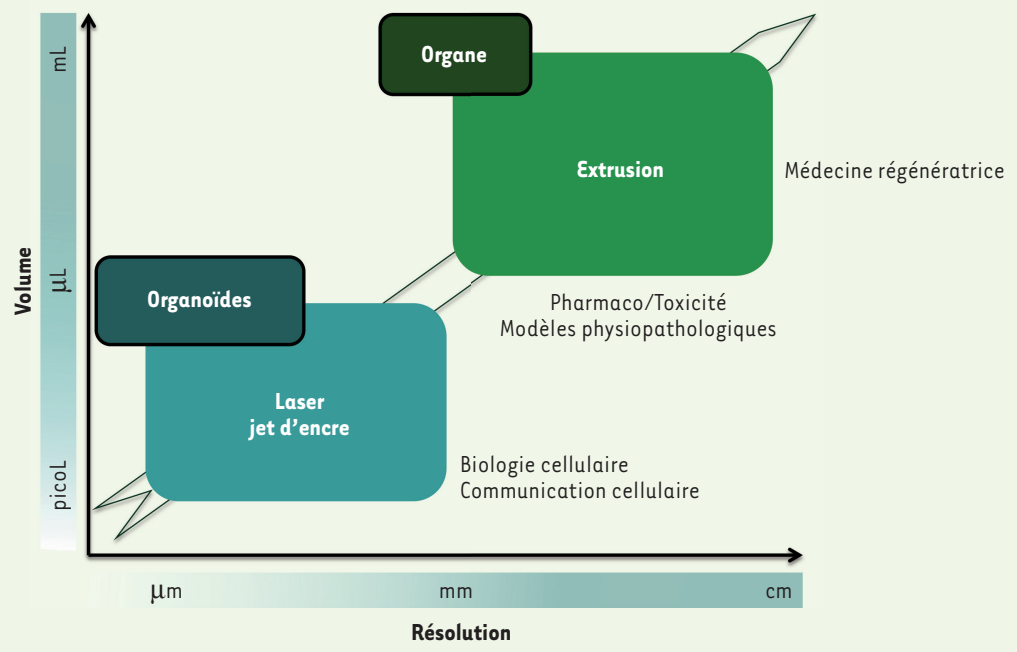 mL
Organe
Extrusion
Médecine régénératrice
Volume
µL
Organoïdes
Pharmaco/Toxicité
Modèles physiopathologiques
Laser
jet d’encre
Biologie cellulaire
Communication cellulaire
picoL
µm
mm
cm
Résolution